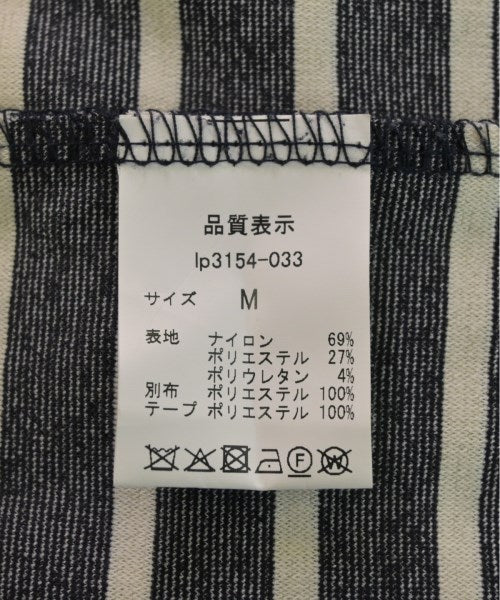 品質表示
lp3154-033
サイズ M
表地 ナイロン 69%
ポリエステル 27%
ポリウレタン 4%
別布 ポリエステル 100%
テープ ポリエステル 100%
F
W